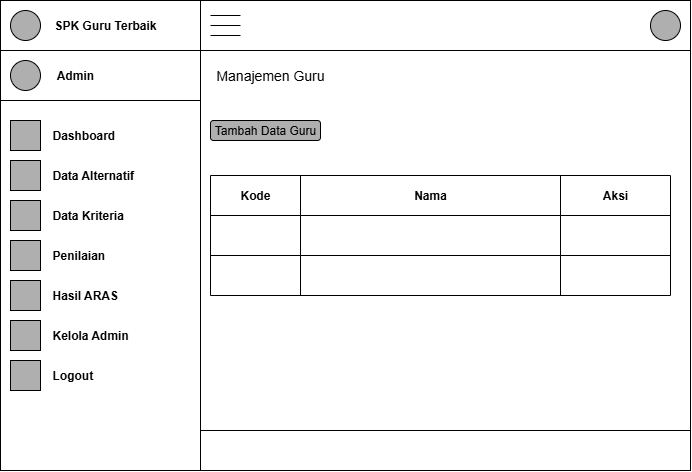 SPK Guru Terbaik
Admin
Dashboard
Data Alternatif
Data Kriteria
Penilaian
Hasil ARAS
Kelola Admin
Logout
Manajemen Guru
Tambah Data Guru
Kode Nama Aksi